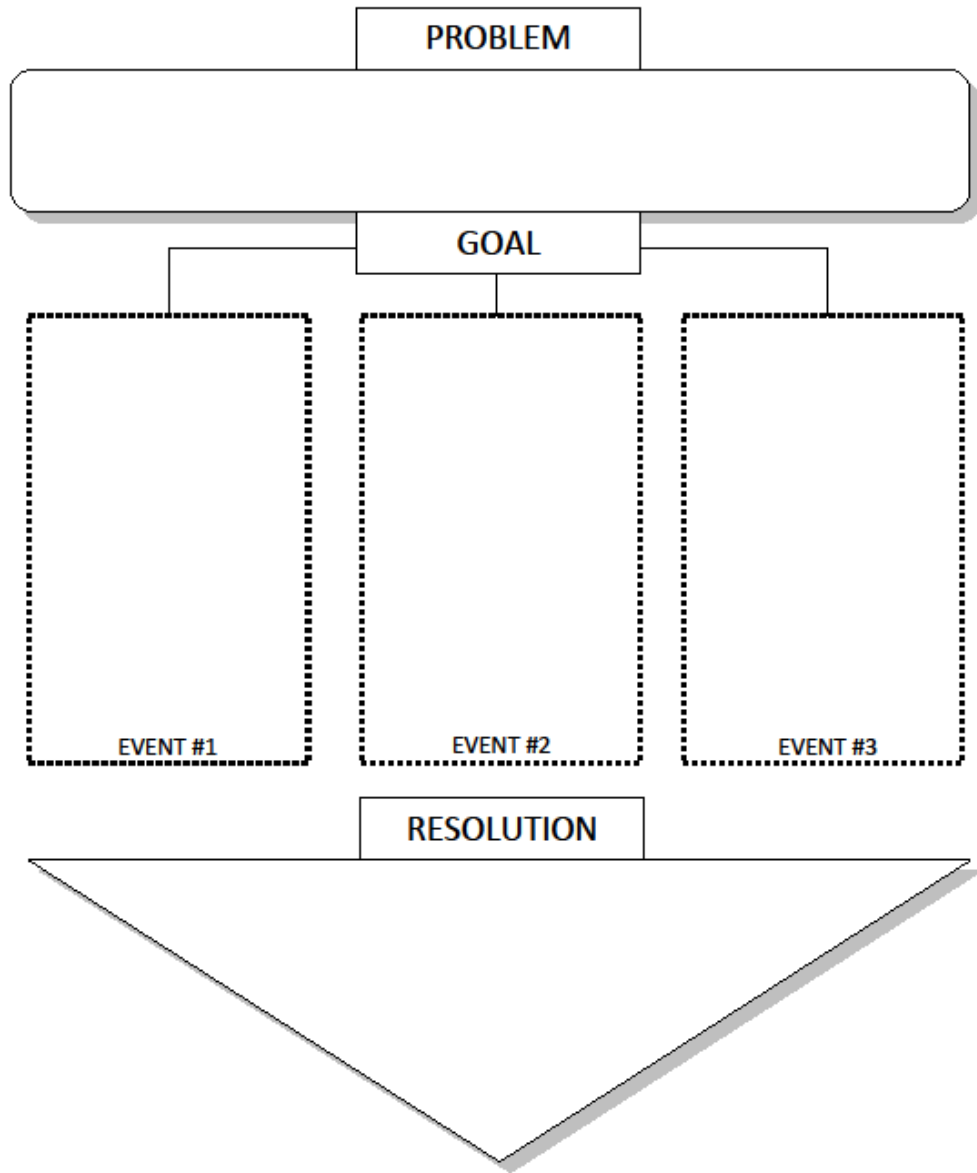 PROBLEM
GOAL
EVENT #1
EVENT #2
EVENT #3
RESOLUTION